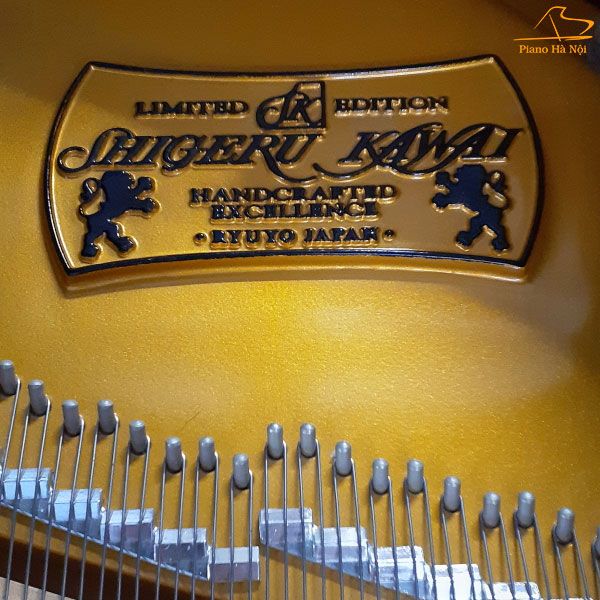 Piano Hà Nội
LIMITED SK EDITION
SHIGERU KAWAI
HANDCRAFTED
EXCELLENCE
• RYUYO JAPAN •